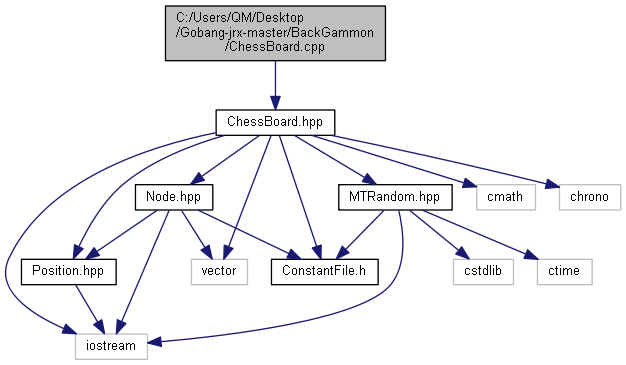 C:/Users/QM/Desktop
/Gobang-jrx-master/BackGammon
/ChessBoard.cpp
ChessBoard.hpp
Node.hpp
MTRandom.hpp
cmath
chrono
Position.hpp
vector
ConstantFile.h
cstdlib
ctime
iostream